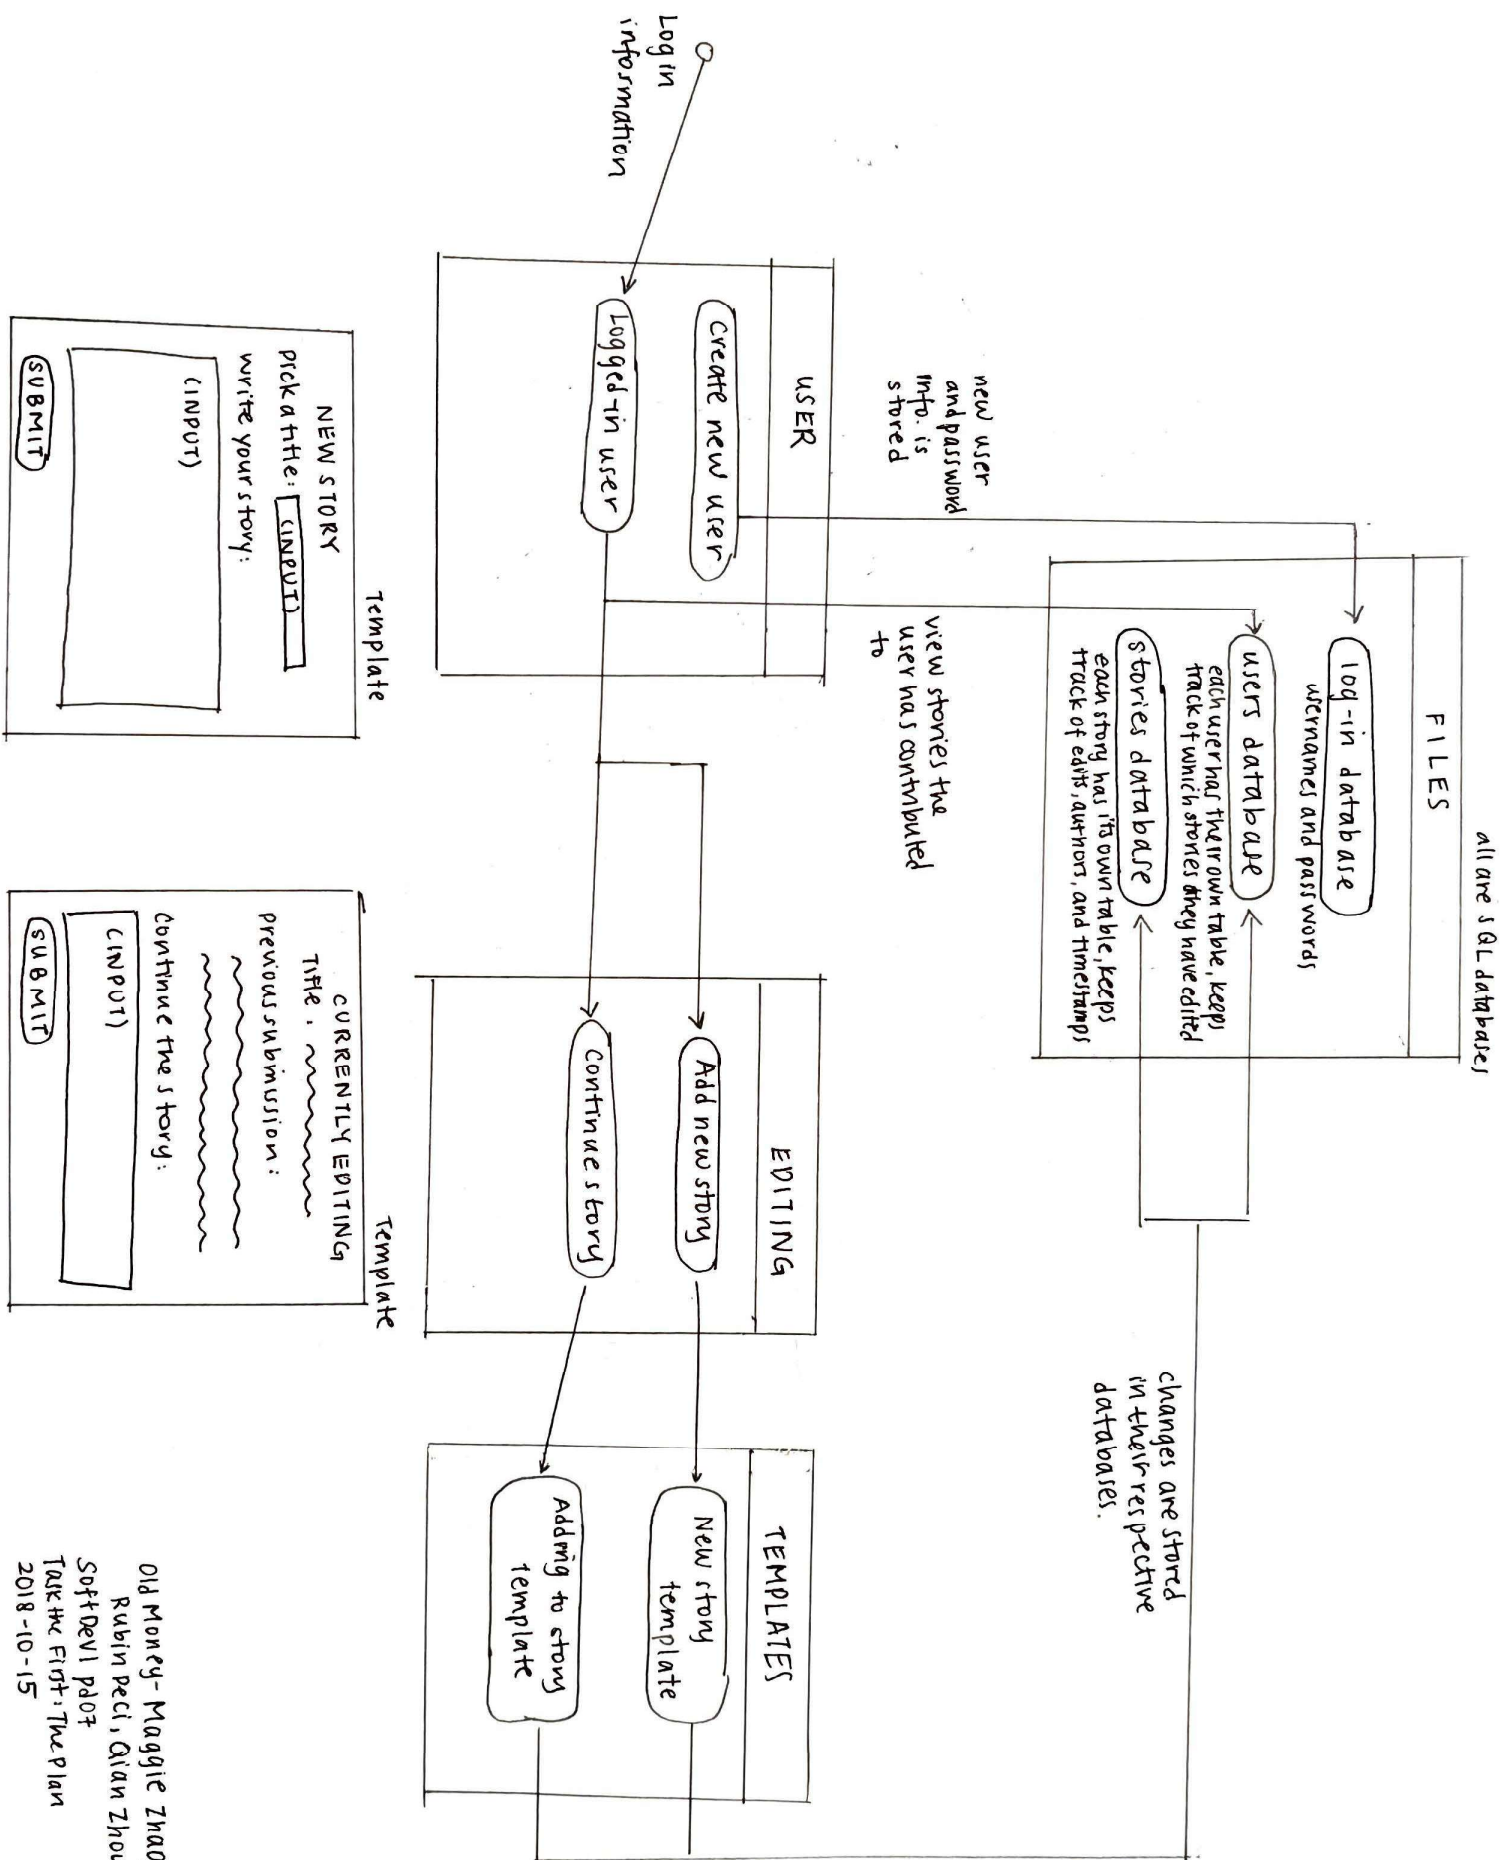 all are SQL databases
FILES
log-in database
usernames and passwords
users database
each user has their own table, keeps
track of which stories they have edited
stories database
each story has its own table, keeps
track of edits, authors, and timestamps
new user
and password
info. is
stored
view stories the
user has contributed
to
changes are stored
in their respective
databases.
Log in
information
USER
Create new user
Logged-in user
EDITING
Add new story
Continue story
TEMPLATES
New story
template
Adding to story
template
Template
NEW STORY
Pick a title: (INPUT)
Write your story:
(INPUT)
SUBMIT
Template
CURRENTLY EDITING
Title:
Previous submission:
Continue the story:
(INPUT)
SUBMIT
Old Money - Maggie Zhao
Rubin Peci, Qian Zhou
SoftDev1 pd07
Task the First: The Plan
2018-10-15